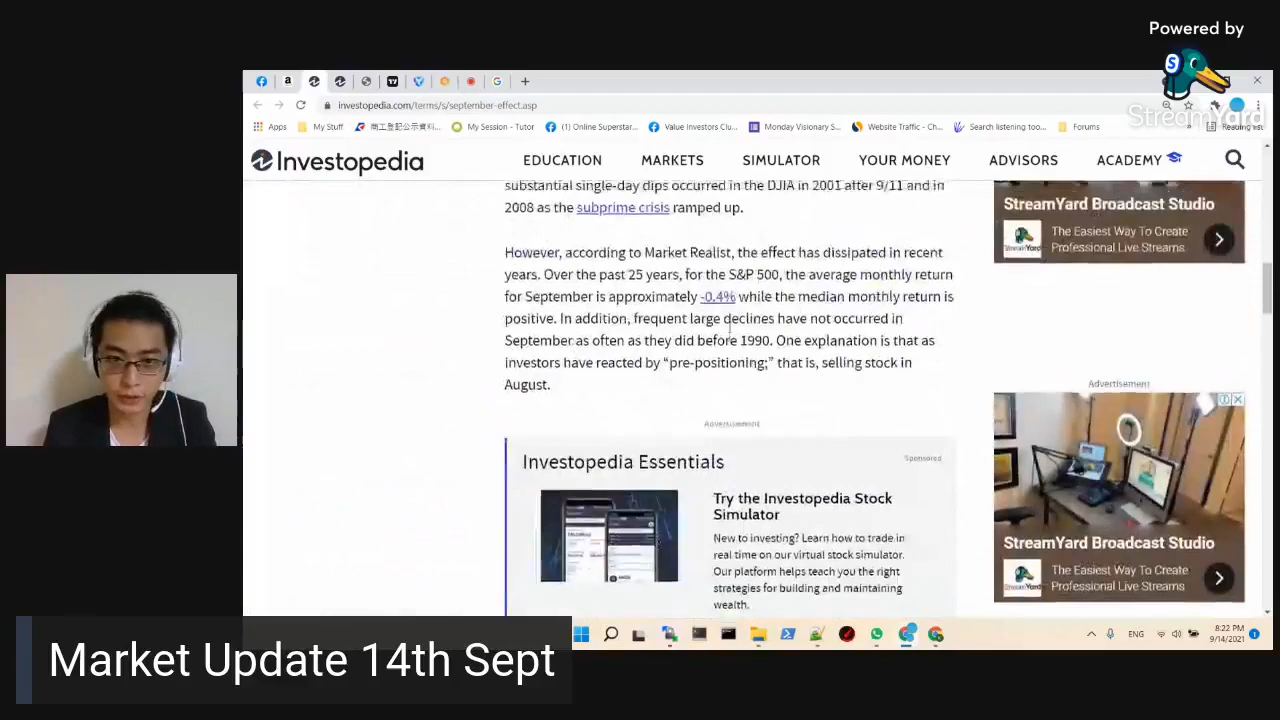 Powered by
StreamYard
investopedia.com/terms/s/september-effect.asp
Apps
My Stuff
商工登記公示資料...
My Session - Tutor
(1) Online Superstar...
Value Investors Clu...
Monday Visionary S...
Website Traffic - Ch...
Search listening too...
Forums
Reading list
Investopedia
EDUCATION
MARKETS
SIMULATOR
YOUR MONEY
ADVISORS
ACADEMY
substantial single-day dips occurred in the DJIA in 2001 after 9/11 and in
2008 as the subprime crisis ramped up.
However, according to Market Realist, the effect has dissipated in recent
years. Over the past 25 years, for the S&P 500, the average monthly return
for September is approximately -0.4% while the median monthly return is
positive. In addition, frequent large declines have not occurred in
September as often as they did before 1990. One explanation is that as
investors have reacted by “pre-positioning;” that is, selling stock in
August.
Advertisement
Investopedia Essentials
Sponsored
Try the Investopedia Stock
Simulator
New to investing? Learn how to trade in
real time on our virtual stock simulator.
Our platform helps teach you the right
strategies for building and maintaining
wealth.
StreamYard Broadcast Studio
The Easiest Way To Create
Professional Live Streams
Advertisement
StreamYard Broadcast Studio
The Easiest Way To Create
Professional Live Streams
ENG
8:22 PM
9/14/2021
Market Update 14th Sept